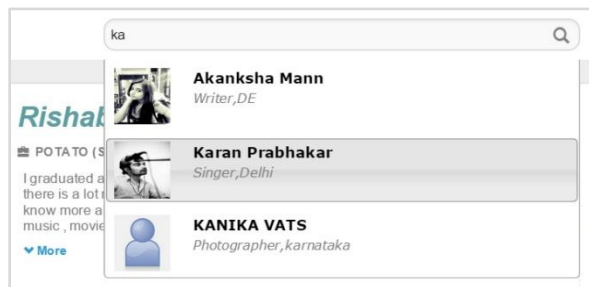 ka
Akanksha Mann
Writer,DE
Rishab
POTATO (S
Karan Prabhakar
Singer,Delhi
I graduated a
there is a lot
know more a
music , movie
KANIKA VATS
Photographer,karnataka
More